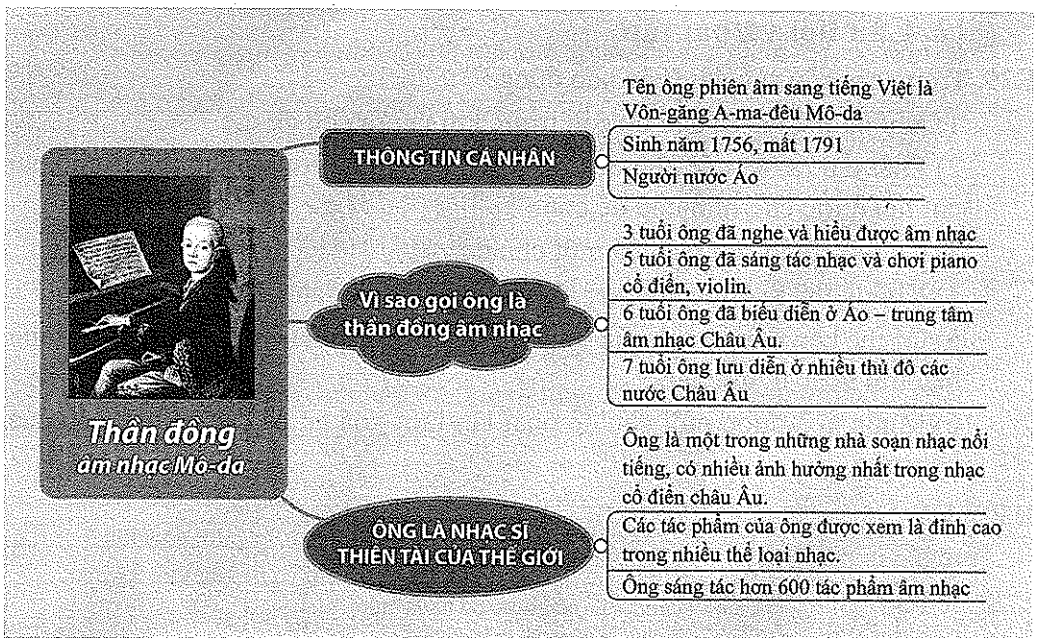 Thần đồng
âm nhạc Mô-da
THÔNG TIN CÁ NHÂN
Tên ông phiên âm sang tiếng Việt là
Vôn-găng A-ma-đêu Mô-da
Sinh năm 1756, mất 1791
Người nước Áo
Vì sao gọi ông là
thần đồng âm nhạc
3 tuổi ông đã nghe và hiểu được âm nhạc
5 tuổi ông đã sáng tác nhạc và chơi piano
cổ điển, violin.
6 tuổi ông đã biểu diễn ở Áo – trung tâm
âm nhạc Châu Âu.
7 tuổi ông lưu diễn ở nhiều thủ đô các
nước Châu Âu
ÔNG LÀ NHẠC SĨ
THIÊN TÀI CỦA THẾ GIỚI
Ông là một trong những nhà soạn nhạc nổi
tiếng, có nhiều ảnh hưởng nhất trong nhạc
cổ điển châu Âu.
Các tác phẩm của ông được xem là đỉnh cao
trong nhiều thể loại nhạc.
Ông sáng tác hơn 600 tác phẩm âm nhạc